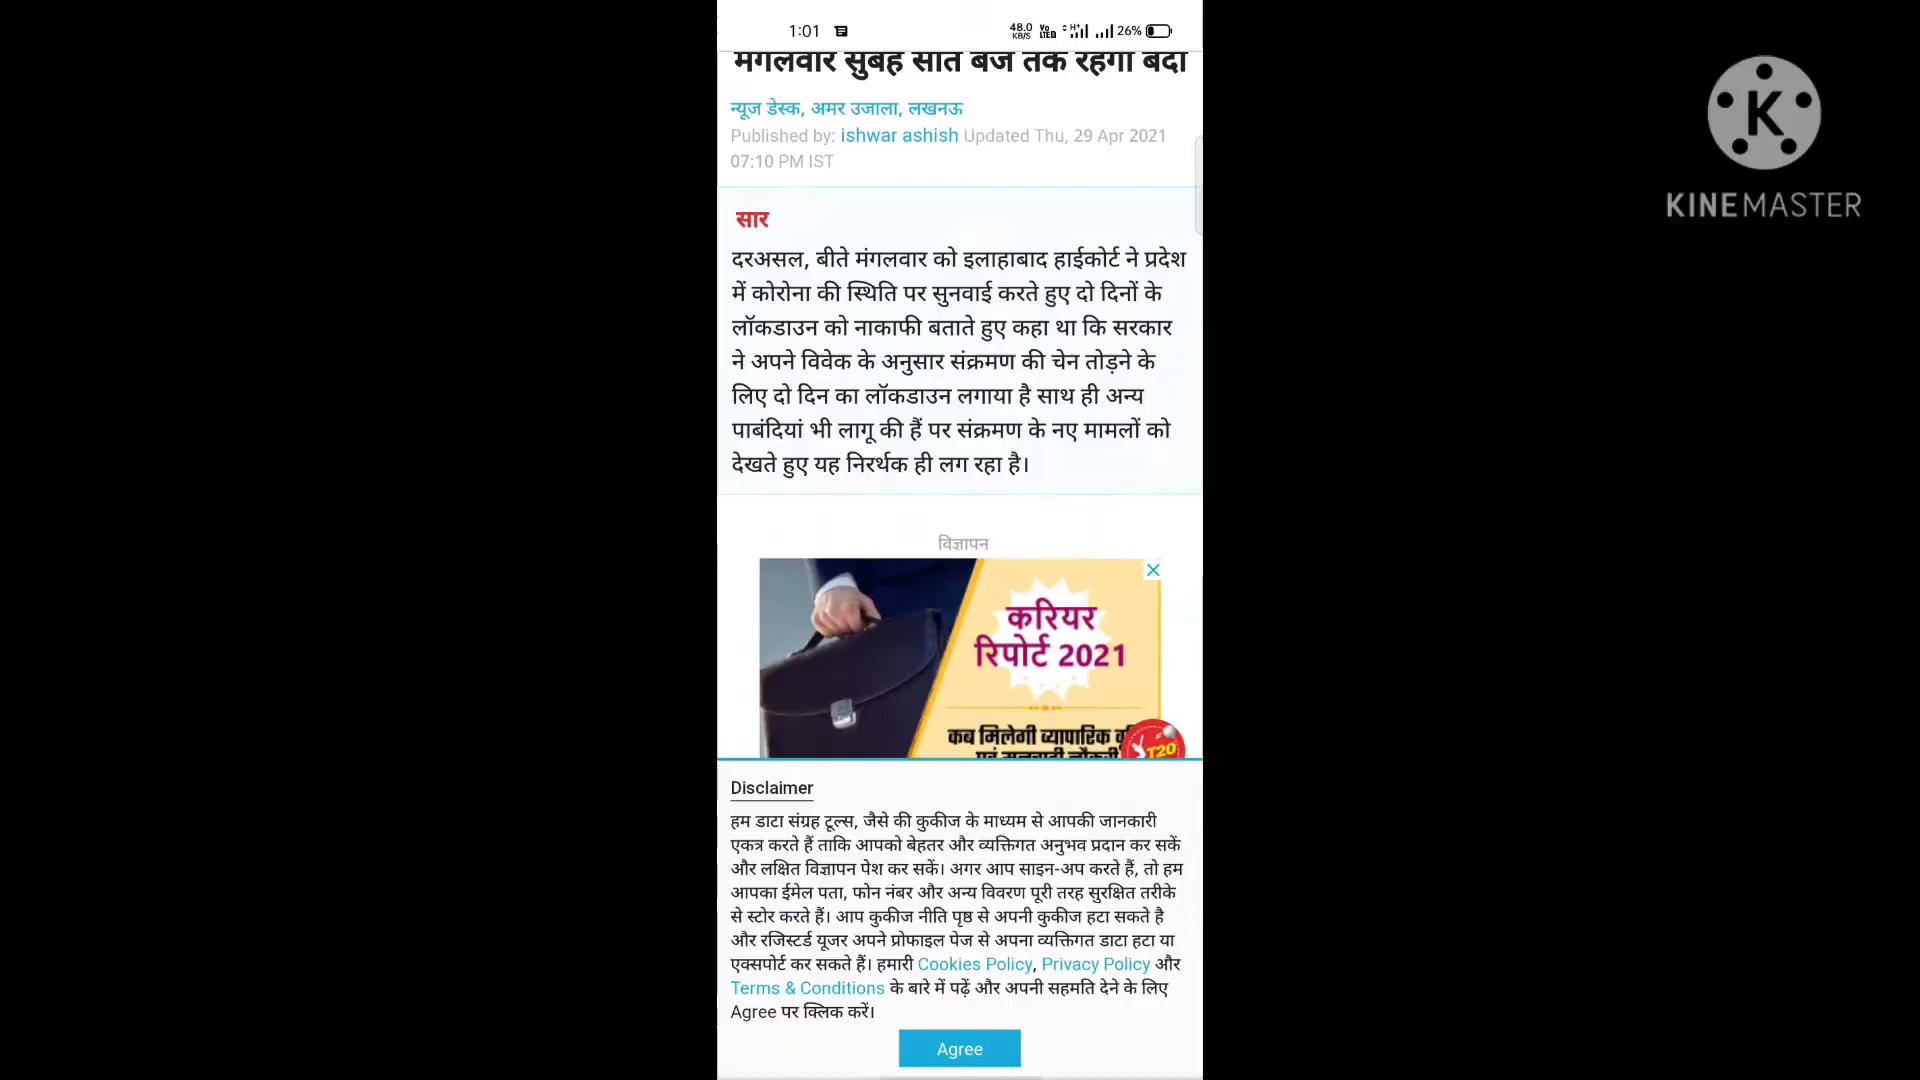 1:01
48.0 KB/S Vo LTE2 H+ 26%
मंगलवार सुबह सात बजे तक रहेगी बंदी
न्यूज डेस्क, अमर उजाला, लखनऊ
Published by: ishwar ashish Updated Thu, 29 Apr 2021
07:10 PM IST
सार
दरअसल, बीते मंगलवार को इलाहाबाद हाईकोर्ट ने प्रदेश
में कोरोना की स्थिति पर सुनवाई करते हुए दो दिनों के
लॉकडाउन को नाकाफी बताते हुए कहा था कि सरकार
ने अपने विवेक के अनुसार संक्रमण की चेन तोड़ने के
लिए दो दिन का लॉकडाउन लगाया है साथ ही अन्य
पाबंदियां भी लागू की हैं पर संक्रमण के नए मामलों को
देखते हुए यह निरर्थक ही लग रहा है।
विज्ञापन
करियर
रिपोर्ट 2021
कब मिलेगी व्यापारिक
T20
Disclaimer
हम डाटा संग्रह टूल्स, जैसे की कुकीज के माध्यम से आपकी जानकारी
एकत्र करते हैं ताकि आपको बेहतर और व्यक्तिगत अनुभव प्रदान कर सकें
और लक्षित विज्ञापन पेश कर सकें। अगर आप साइन-अप करते हैं, तो हम
आपका ईमेल पता, फोन नंबर और अन्य विवरण पूरी तरह सुरक्षित तरीके
से स्टोर करते हैं। आप कुकीज नीति पृष्ठ से अपनी कुकीज हटा सकते है
और रजिस्टर्ड यूजर अपने प्रोफाइल पेज से अपना व्यक्तिगत डाटा हटा या
एक्सपोर्ट कर सकते हैं। हमारी Cookies Policy, Privacy Policy और
Terms & Conditions के बारे में पढ़ें और अपनी सहमति देने के लिए
Agree पर क्लिक करें।
Agree
K
KINEMASTER